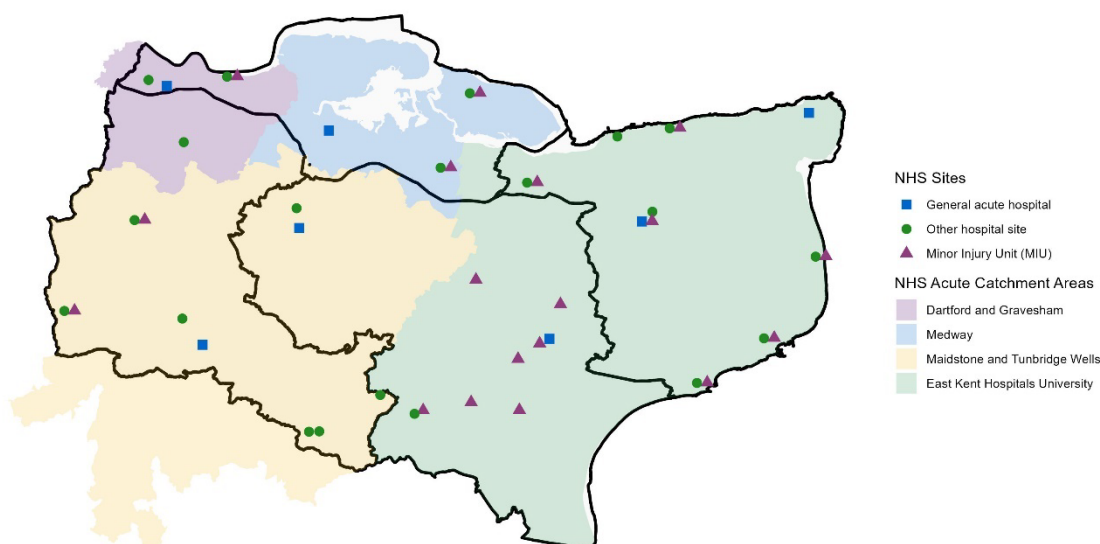 NHS Sites
General acute hospital
Other hospital site
Minor Injury Unit (MIU)
NHS Acute Catchment Areas
Dartford and Gravesham
Medway
Maidstone and Tunbridge Wells
East Kent Hospitals University